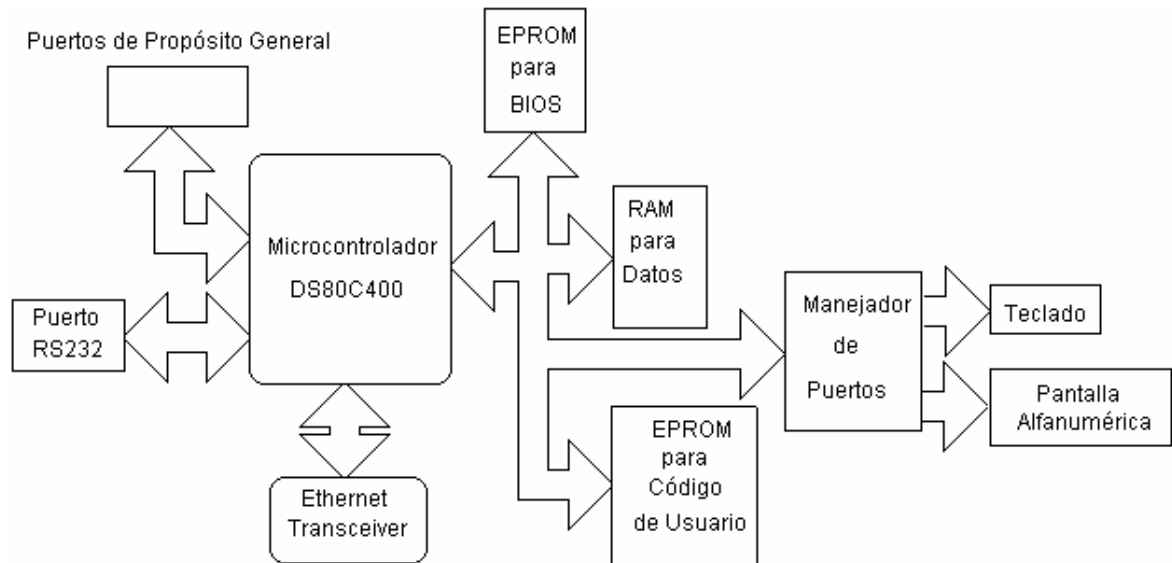 Puertos de Propósito General
EPROM
para
BIOS
Microcontrolador
DS80C400
RAM
para
Datos
Puerto
RS232
Manejador
de
Puertos
Teclado
Pantalla
Alfanumérica
EPROM
para
Código
de Usuario
Ethernet
Transceiver